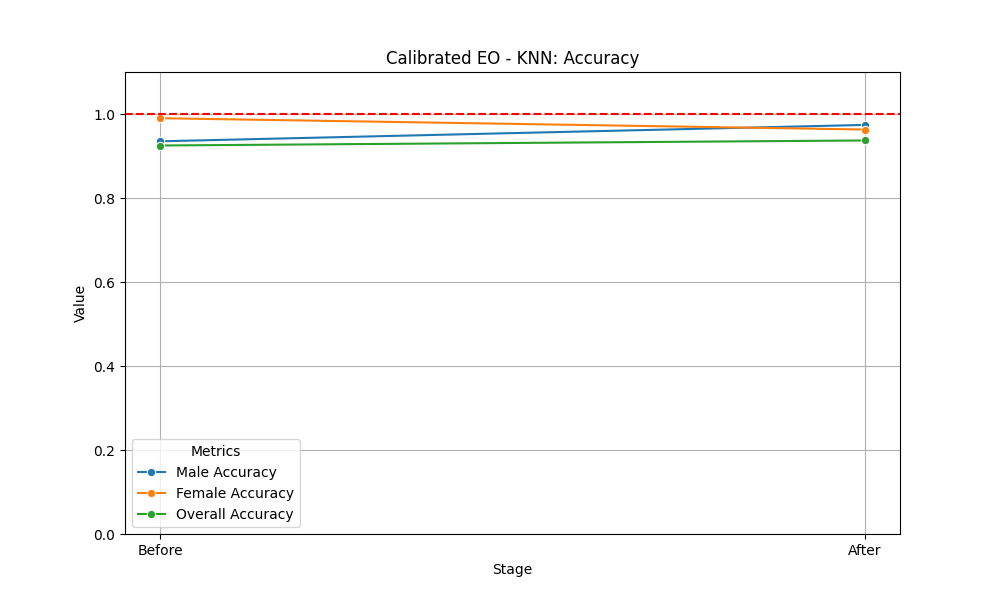 Calibrated EO - KNN: Accuracy
Value
1.0
0.8
0.6
0.4
0.2
0.0
Metrics
Male Accuracy
Female Accuracy
Overall Accuracy
Before
After
Stage